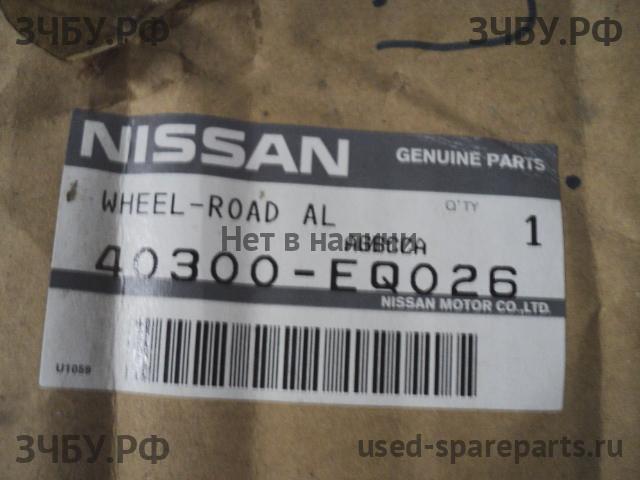 ЗЧБУ.РФ ЗЧБУ.РФ
NISSAN GENUINE PARTS
WHEEL-ROAD AL Q'TY 1
Нет в наличии
40300-EQ026
NISSAN MOTOR CO.,LTD.
U1059
ЗЧБУ.РФ used-spareparts.ru